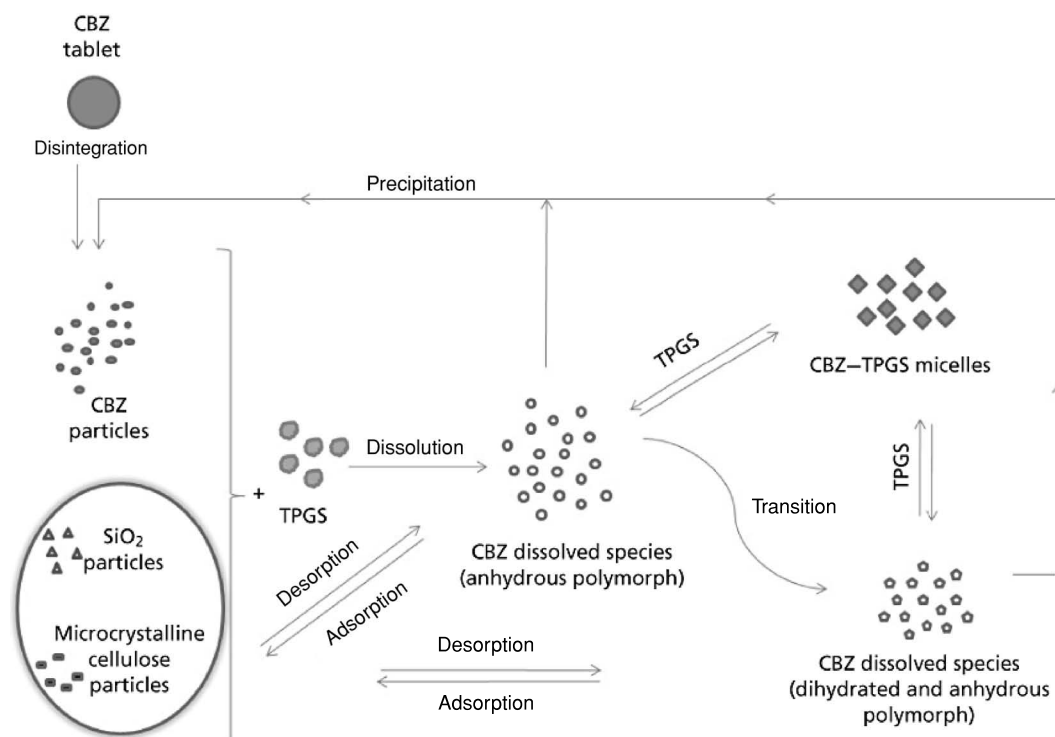 CBZ
tablet
Disintegration
Precipitation
CBZ
particles
TPGS
CBZ–TPGS micelles
Dissolution
+
TPGS
TPGS
Transition
CBZ dissolved species
(anhydrous polymorph)
SiO₂
particles
Desorption
Adsorption
Microcrystalline
cellulose
particles
Desorption
Adsorption
CBZ dissolved species
(dihydrated and anhydrous
polymorph)